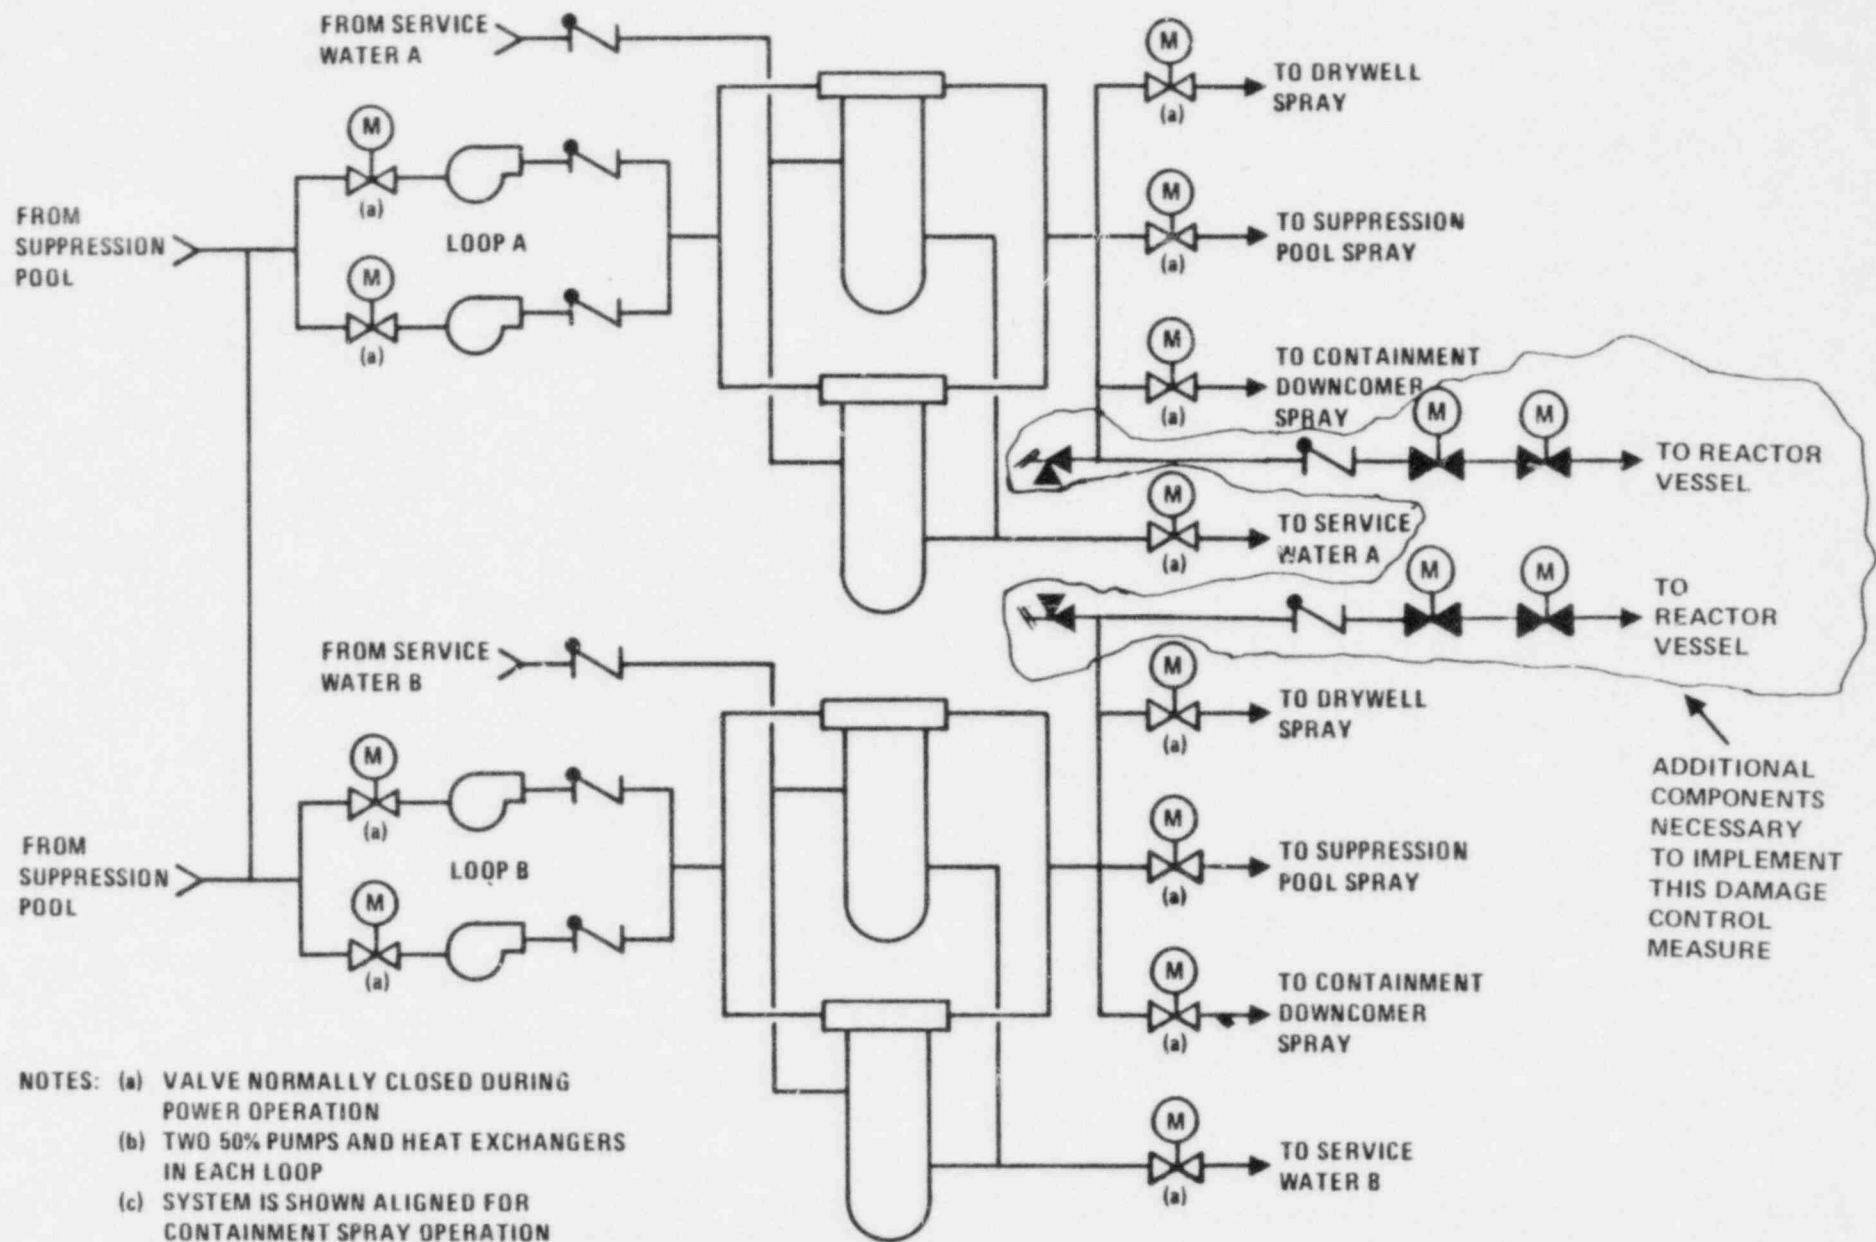 FROM SERVICE
WATER A
M
(a)
M
(a)
LOOP A
FROM
SUPPRESSION
POOL
M
(a)
TO DRYWELL
SPRAY
M
(a)
TO SUPPRESSION
POOL SPRAY
M
(a)
TO CONTAINMENT
DOWNCOMER
SPRAY
M
M
TO REACTOR
VESSEL
M
(a)
TO SERVICE
WATER A
M
M
TO
REACTOR
VESSEL
FROM SERVICE
WATER B
M
(a)
M
(a)
LOOP B
FROM
SUPPRESSION
POOL
M
(a)
TO DRYWELL
SPRAY
M
(a)
TO SUPPRESSION
POOL SPRAY
M
(a)
TO CONTAINMENT
DOWNCOMER
SPRAY
M
(a)
TO SERVICE
WATER B
ADDITIONAL
COMPONENTS
NECESSARY
TO IMPLEMENT
THIS DAMAGE
CONTROL
MEASURE
NOTES: (a) VALVE NORMALLY CLOSED DURING
POWER OPERATION
(b) TWO 50% PUMPS AND HEAT EXCHANGERS
IN EACH LOOP
(c) SYSTEM IS SHOWN ALIGNED FOR
CONTAINMENT SPRAY OPERATION